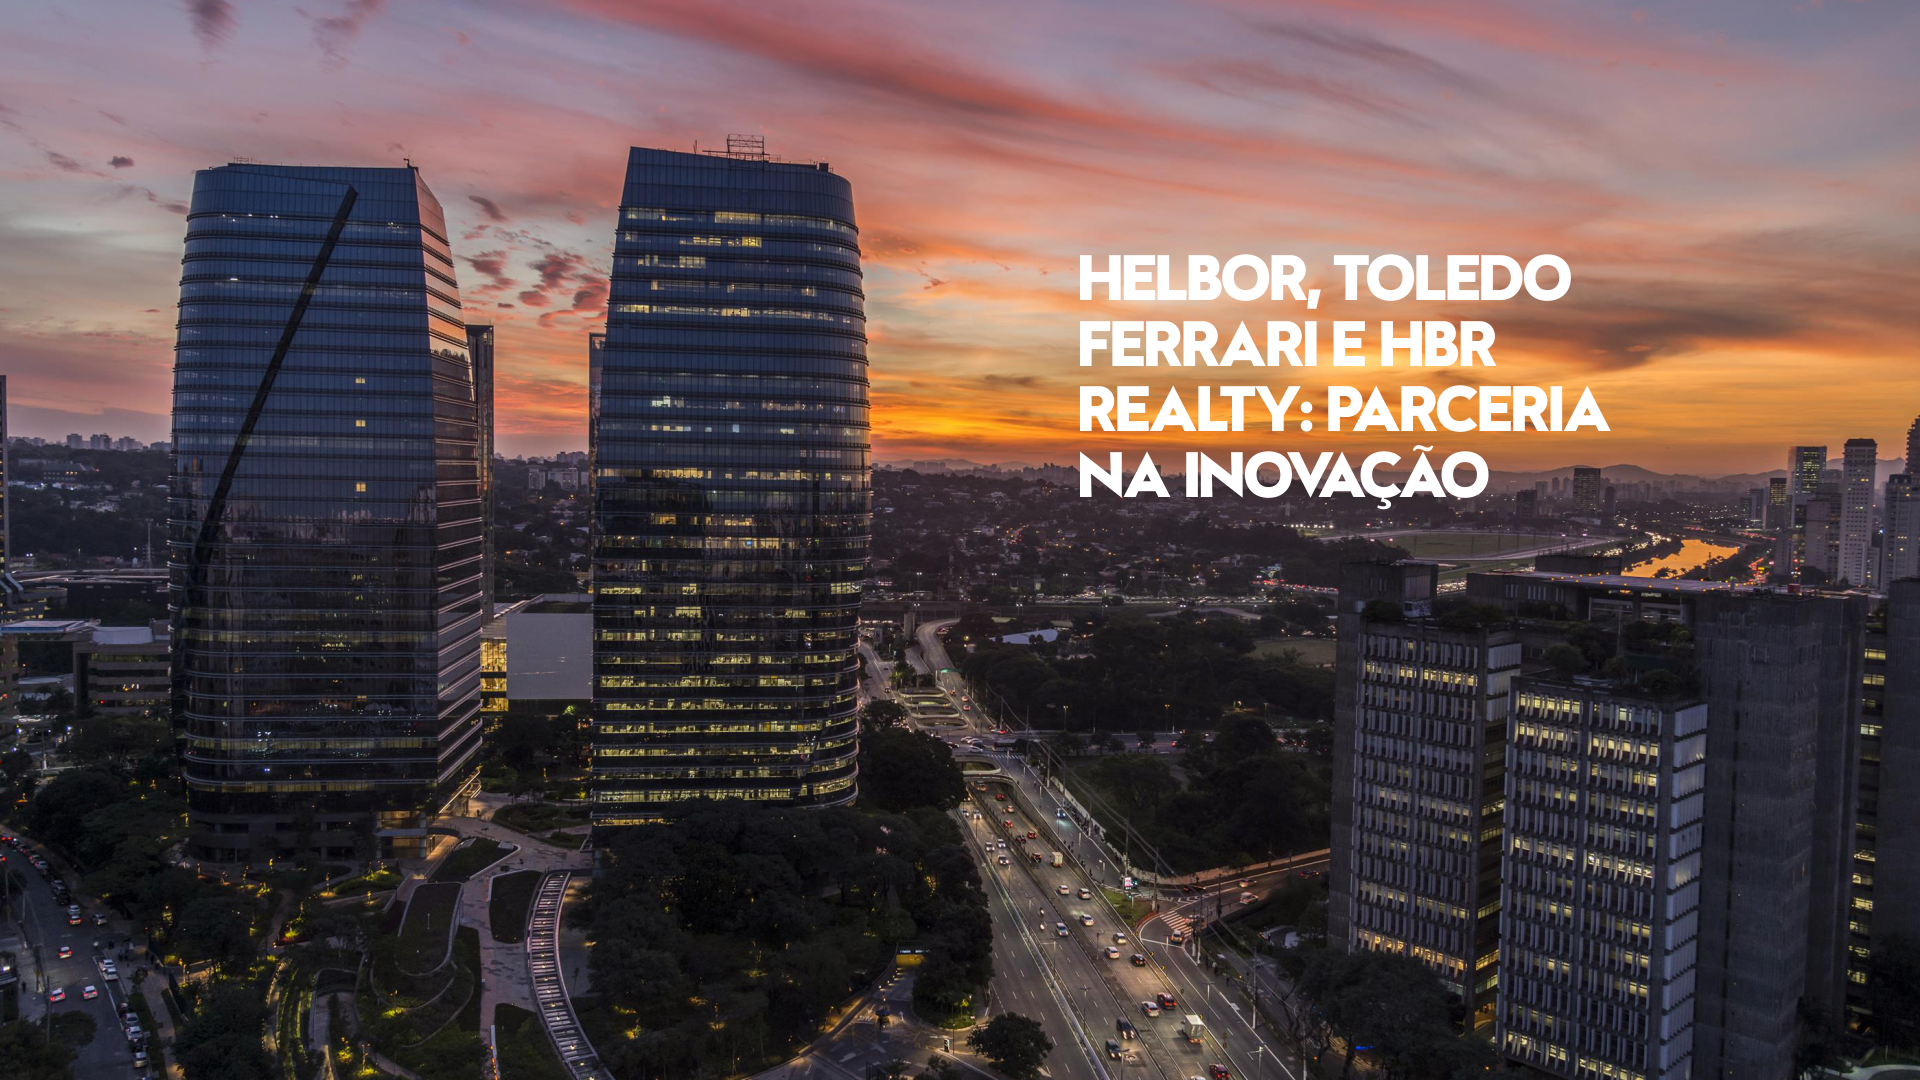 HELBOR, TOLEDO
FERRARI E HBR
REALTY: PARCERIA
NA INOVAÇÃO